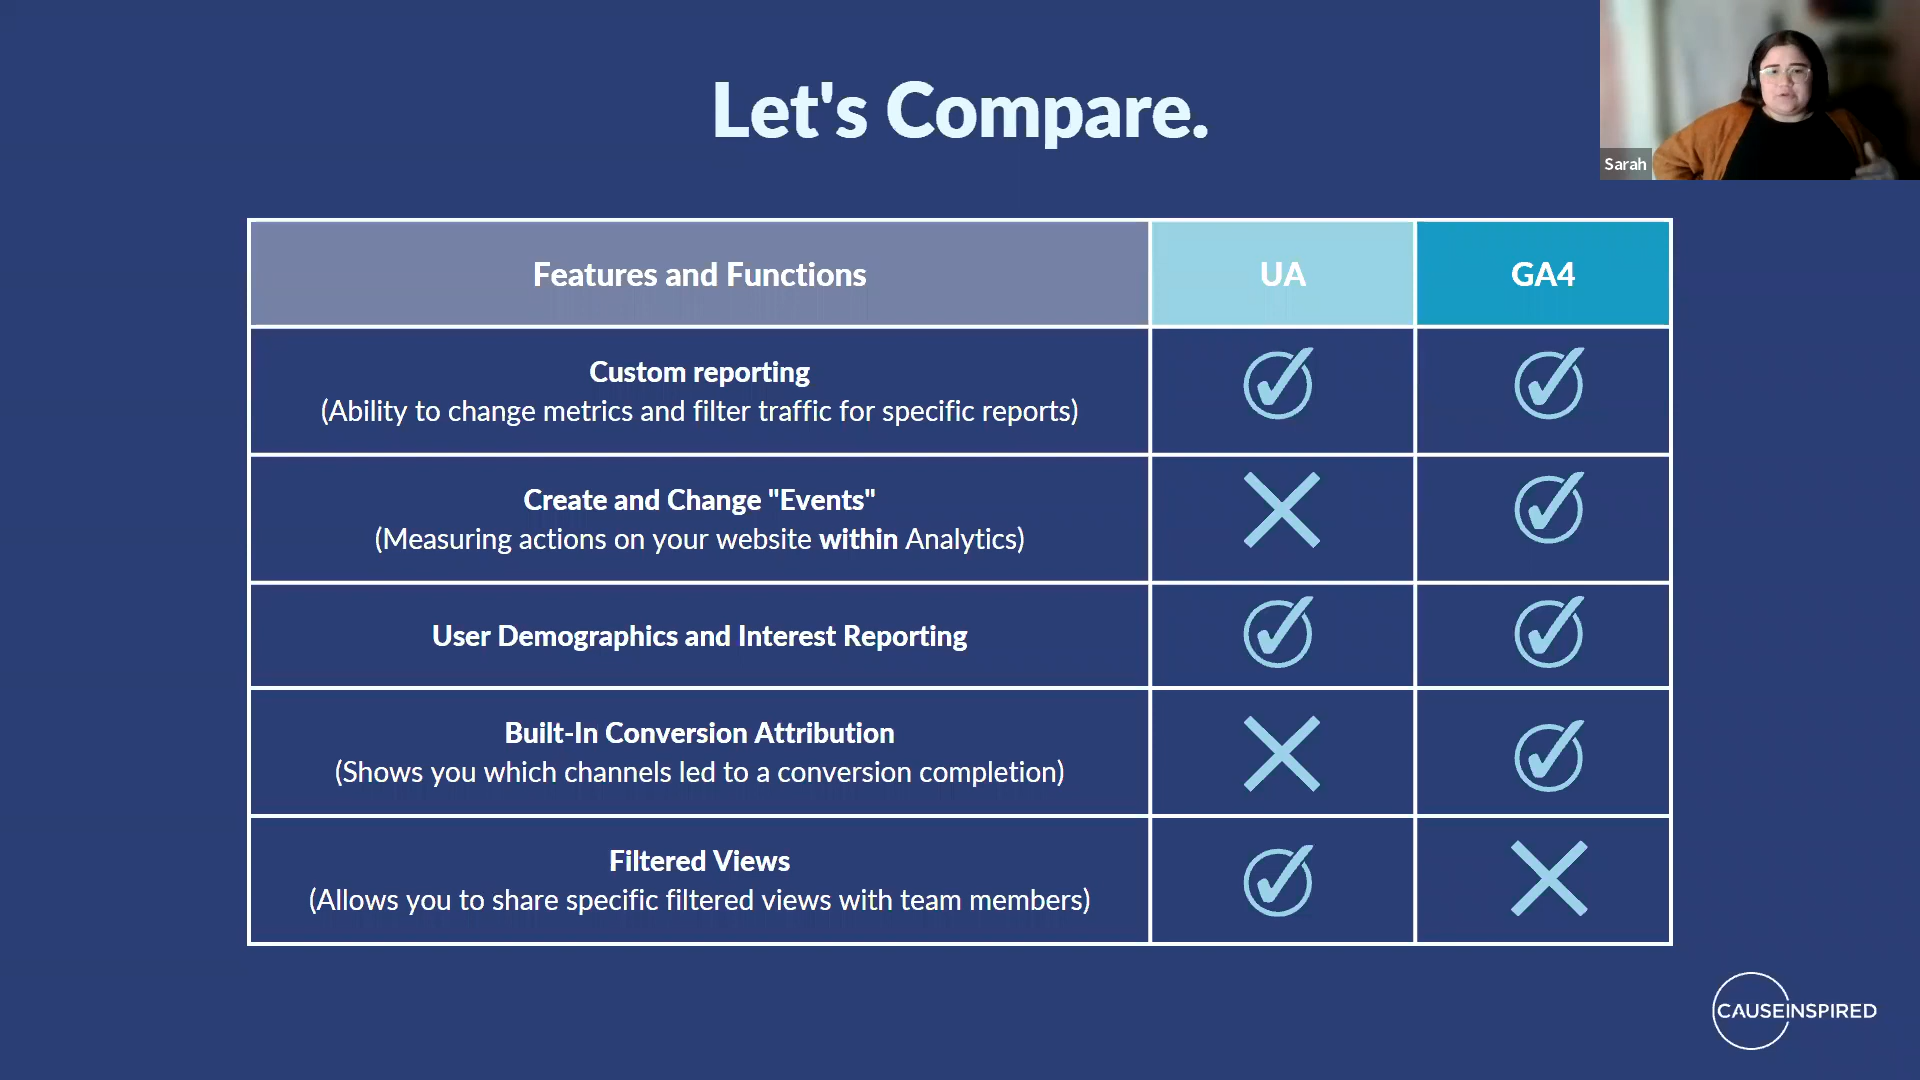 Let's Compare.
Sarah
Features and Functions
UA
GA4
Custom reporting
(Ability to change metrics and filter traffic for specific reports)
Create and Change "Events"
(Measuring actions on your website within Analytics)
User Demographics and Interest Reporting
Built-In Conversion Attribution
(Shows you which channels led to a conversion completion)
Filtered Views
(Allows you to share specific filtered views with team members)
CAUSEINSPIRED